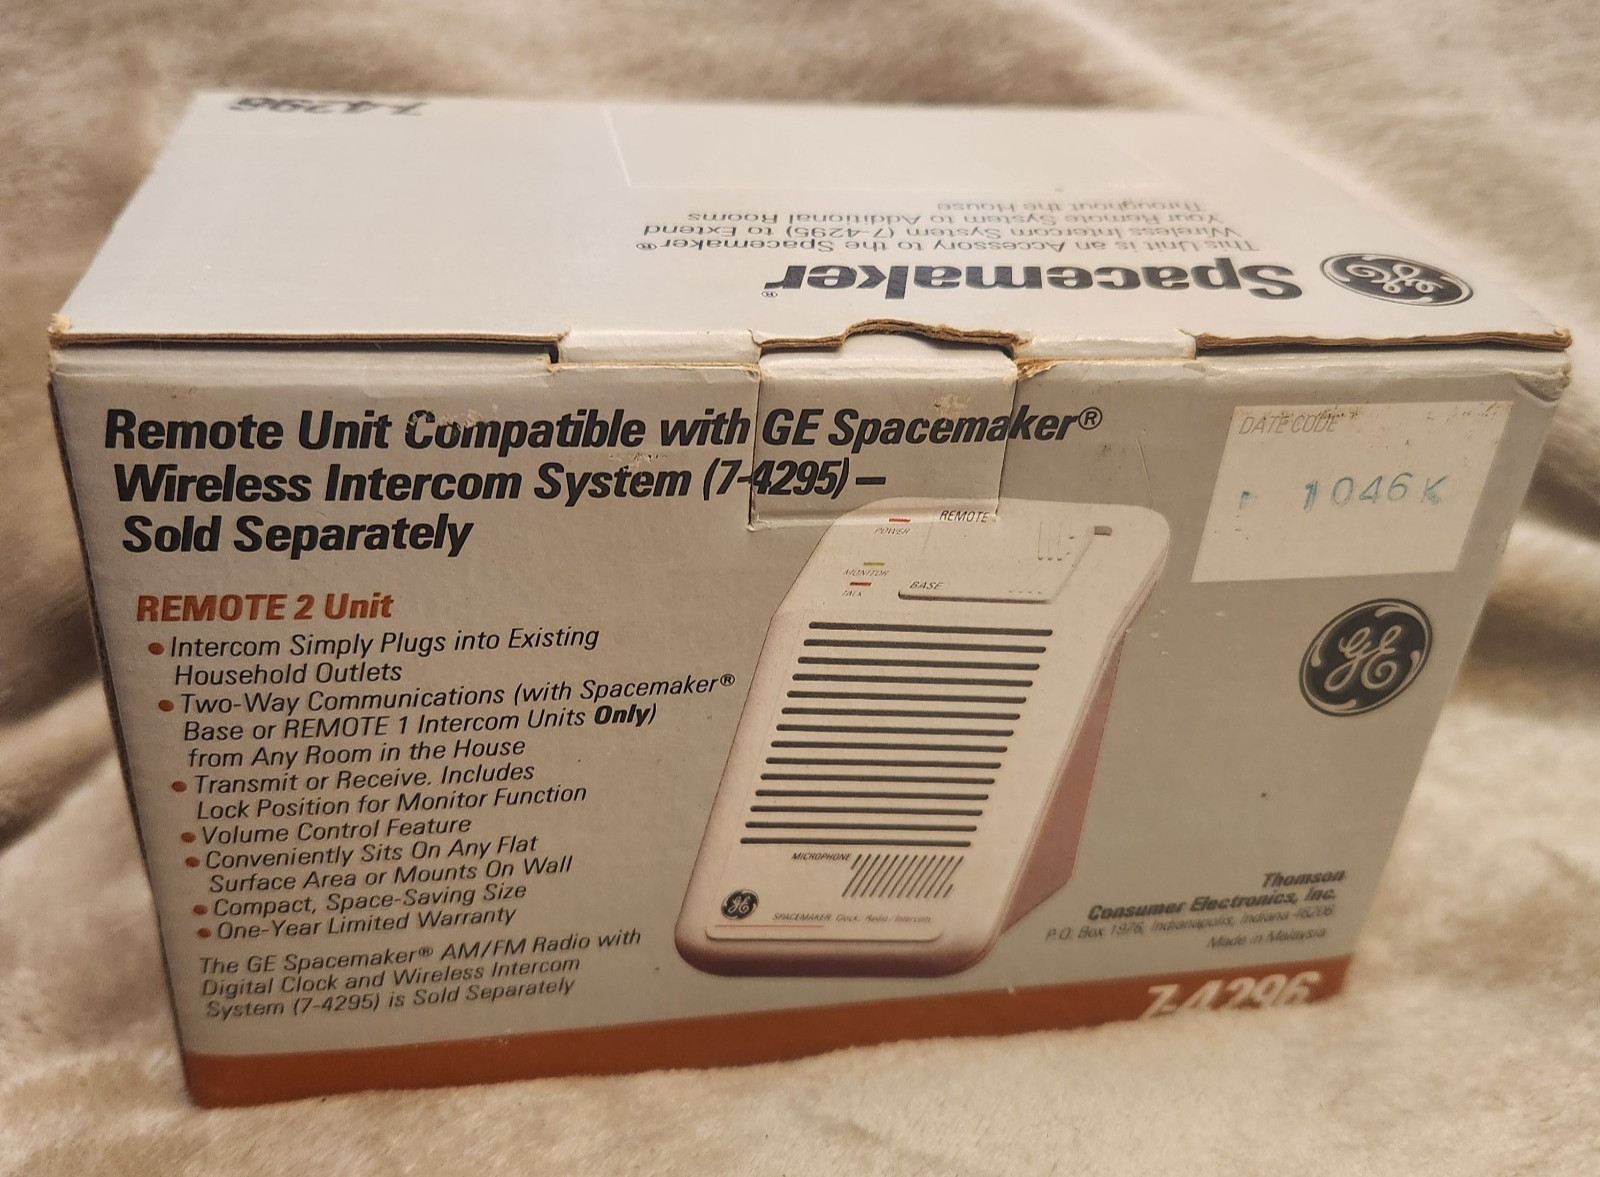 7-4296
GE
Spacemaker®
This Unit is an Accessory to the Spacemaker®
Wireless Intercom System (7-4295) to Extend
Your Remote System to Additional Rooms
Throughout the House
Remote Unit Compatible with GE Spacemaker®
Wireless Intercom System (7-4295) –
Sold Separately
REMOTE 2 Unit
• Intercom Simply Plugs into Existing
Household Outlets
• Two-Way Communications (with Spacemaker®
Base or REMOTE 1 Intercom Units Only)
from Any Room in the House
• Transmit or Receive. Includes
Lock Position for Monitor Function
• Volume Control Feature
• Conveniently Sits On Any Flat
Surface Area or Mounts On Wall
• Compact, Space-Saving Size
• One-Year Limited Warranty
The GE Spacemaker® AM/FM Radio with
Digital Clock and Wireless Intercom
System (7-4295) is Sold Separately
REMOTE
POWER
MONITOR
TALK
BASE
MICROPHONE
GE
SPACEMAKER Clock/Radio/Intercom
DATE CODE
1046K
GE
Thomson
Consumer Electronics, Inc.
P.O. Box 1976, Indianapolis, Indiana 46206
Made in Malaysia
7-4296